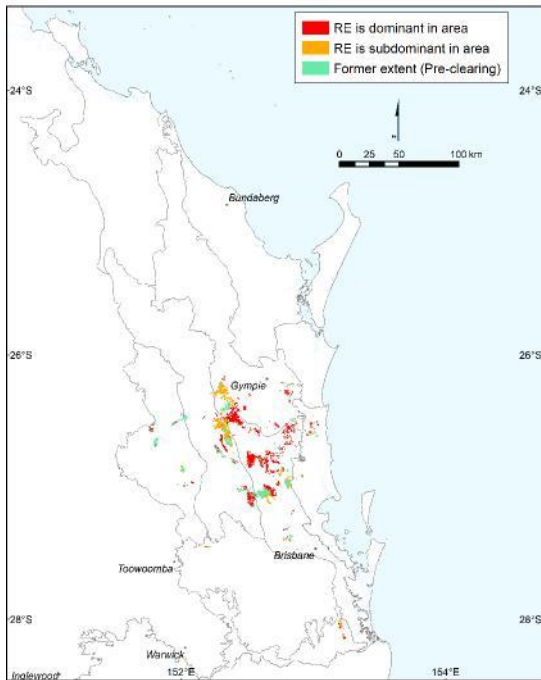 RE is dominant in area
RE is subdominant in area
Former extent (Pre-clearing)
24°S 24°S
N
0 25 50 100 km
Bundaberg
26°S 26°S
Gympie
Brisbane
Toowoomba
28°S 28°S
Warwick
152°E 154°E
Inglewood